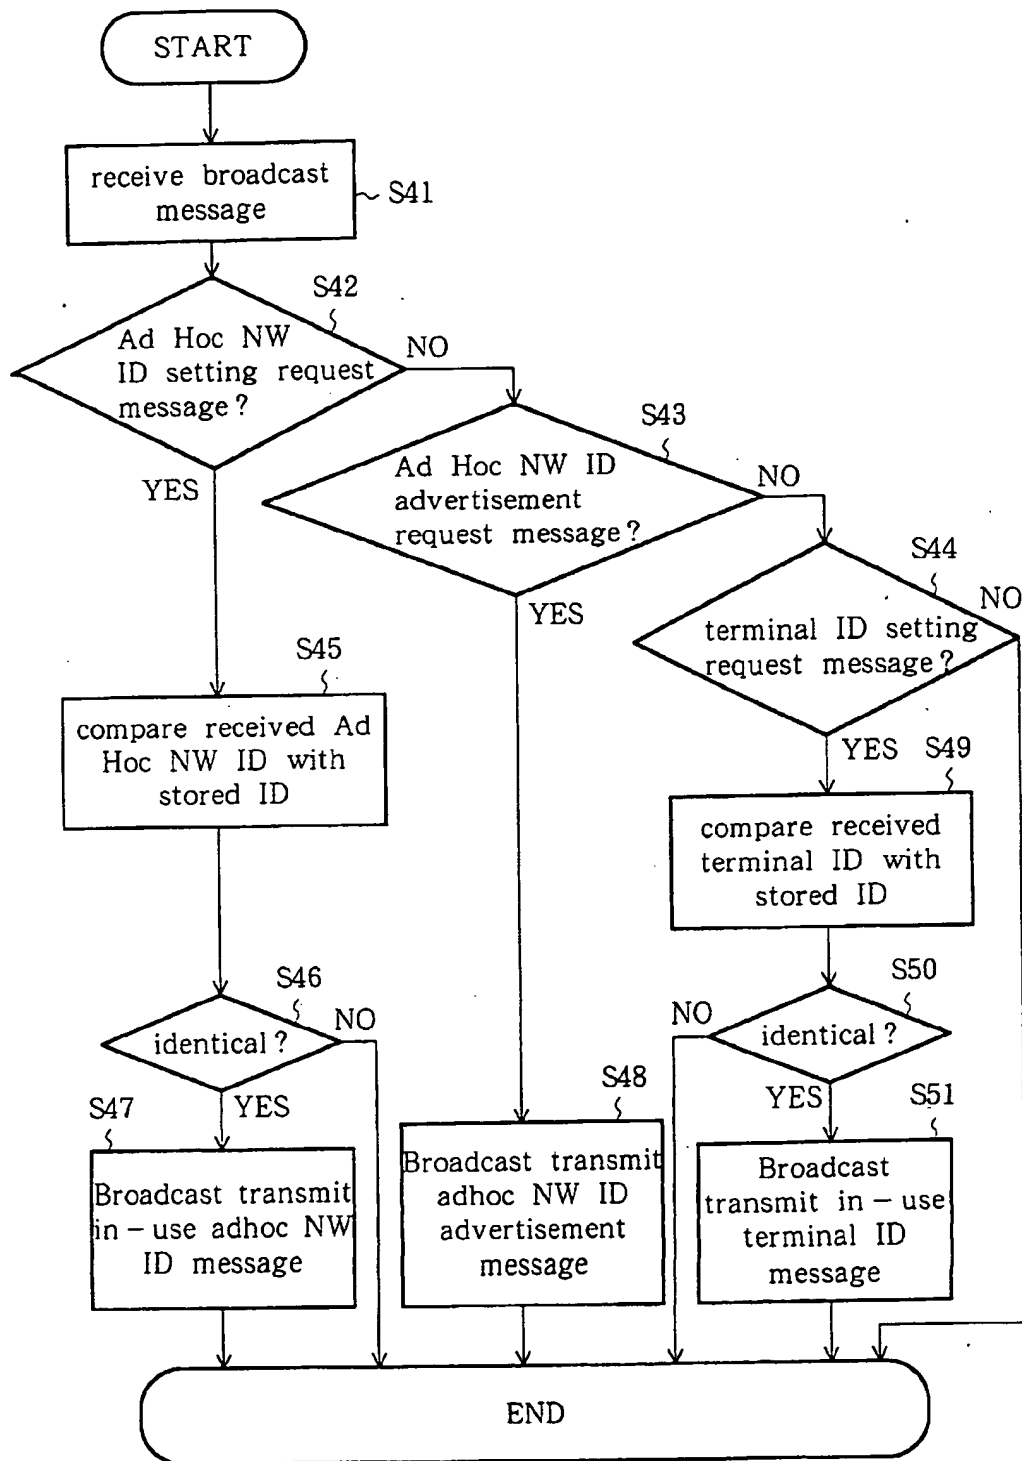 START
receive broadcast
message
S41
S42
Ad Hoc NW
ID setting request
message?
NO
YES
S43
Ad Hoc NW ID
advertisement
request message?
NO
YES
S44
terminal ID setting
request message?
NO
YES
S45
compare received Ad
Hoc NW ID with
stored ID
S49
compare received
terminal ID with
stored ID
S46
identical?
NO
YES
S50
identical?
NO
YES
S47
Broadcast transmit
in-use adhoc NW
ID message
S48
Broadcast transmit
adhoc NW ID
advertisement
message
S51
Broadcast
transmit in-use
terminal ID
message
END